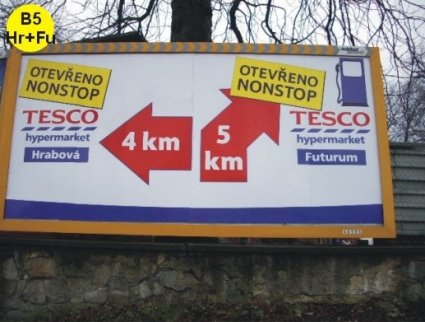 B5
Hr+Fu
OTEVŘENO
NONSTOP
TESCO
hypermarket
Hrabová
4 km
5
km
OTEVŘENO
NONSTOP
TESCO
hypermarket
Futurum